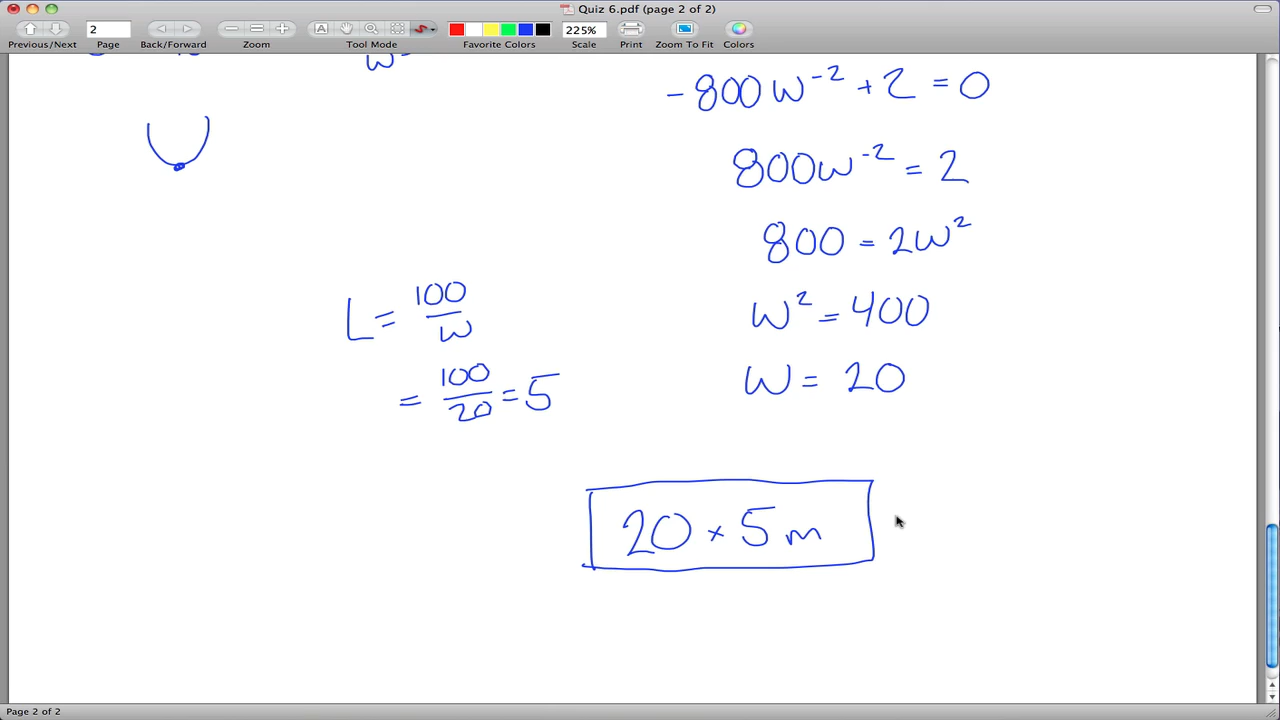 Quiz 6.pdf (page 2 of 2)
2
225%
Previous/Next Page Back/Forward Zoom Tool Mode Favorite Colors Scale Print Zoom To Fit Colors
-800W⁻² + 2 = 0
800W⁻² = 2
800 = 2W²
W² = 400
W = 20
L = 100/W
= 100/20 = 5
20 × 5 m
Page 2 of 2